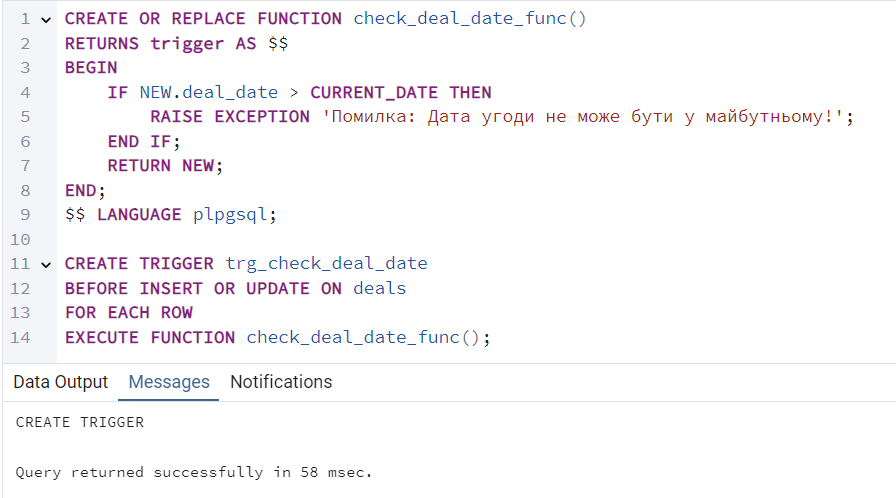 1 CREATE OR REPLACE FUNCTION check_deal_date_func()
2 RETURNS trigger AS $$
3 BEGIN
4     IF NEW.deal_date > CURRENT_DATE THEN
5         RAISE EXCEPTION 'Помилка: Дата угоди не може бути у майбутньому!';
6     END IF;
7     RETURN NEW;
8 END;
9 $$ LANGUAGE plpgsql;
10
11 CREATE TRIGGER trg_check_deal_date
12 BEFORE INSERT OR UPDATE ON deals
13 FOR EACH ROW
14 EXECUTE FUNCTION check_deal_date_func();
Data Output Messages Notifications
CREATE TRIGGER
Query returned successfully in 58 msec.